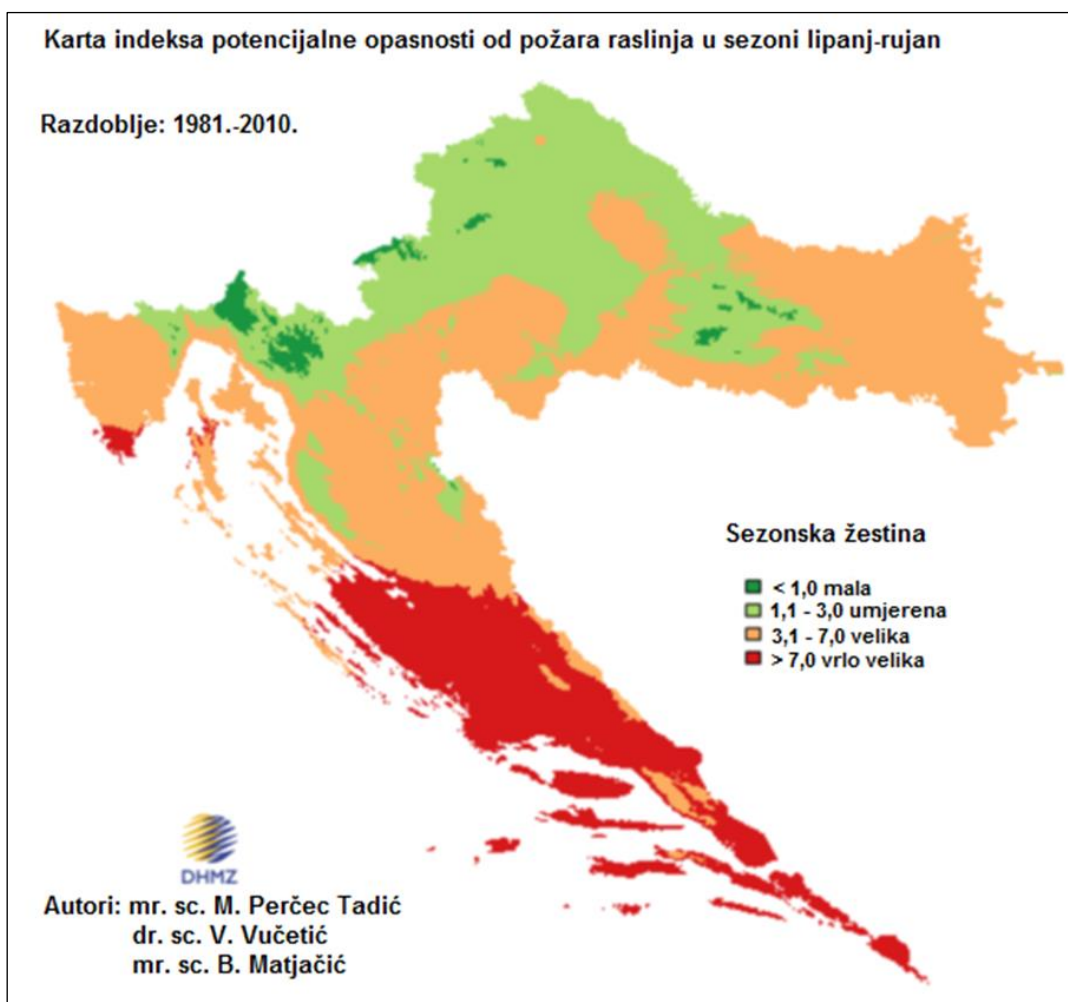 Karta indeksa potencijalne opasnosti od požara raslinja u sezoni lipanj-rujan
Razdoblje: 1981.-2010.
Sezonska žestina
< 1,0 mala
1,1 - 3,0 umjerena
3,1 - 7,0 velika
> 7,0 vrlo velika
DHMZ
Autori: mr. sc. M. Perčec Tadić
dr. sc. V. Vučetić
mr. sc. B. Matjačić